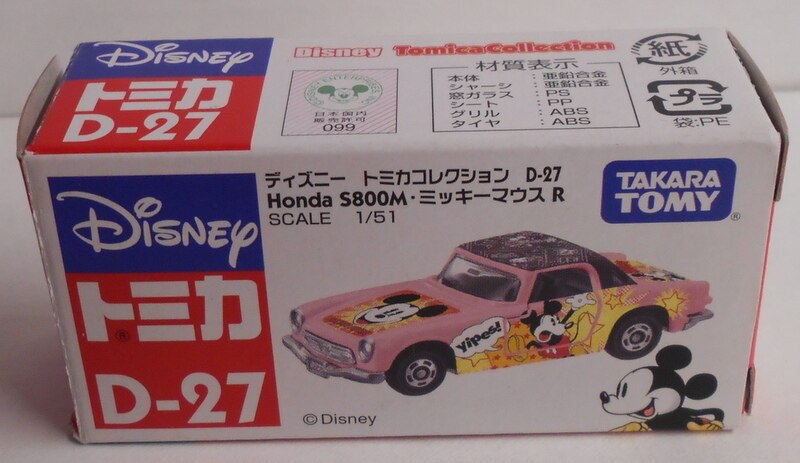 Disney
トミカ
D-27
Disney TomicaCollection
日本国内
販売許可
099
材質表示
本体 : 亜鉛合金
シャーシ : 亜鉛合金
窓ガラス : PS
シート : PP
グリル : ABS
タイヤ : ABS
紙
外箱
プラ
袋:PE
Disney
トミカ®
D-27
ディズニー トミカコレクション D-27
Honda S800M・ミッキーマウス R
SCALE 1/51
TAKARA
TOMY®
Yipes!
©Disney